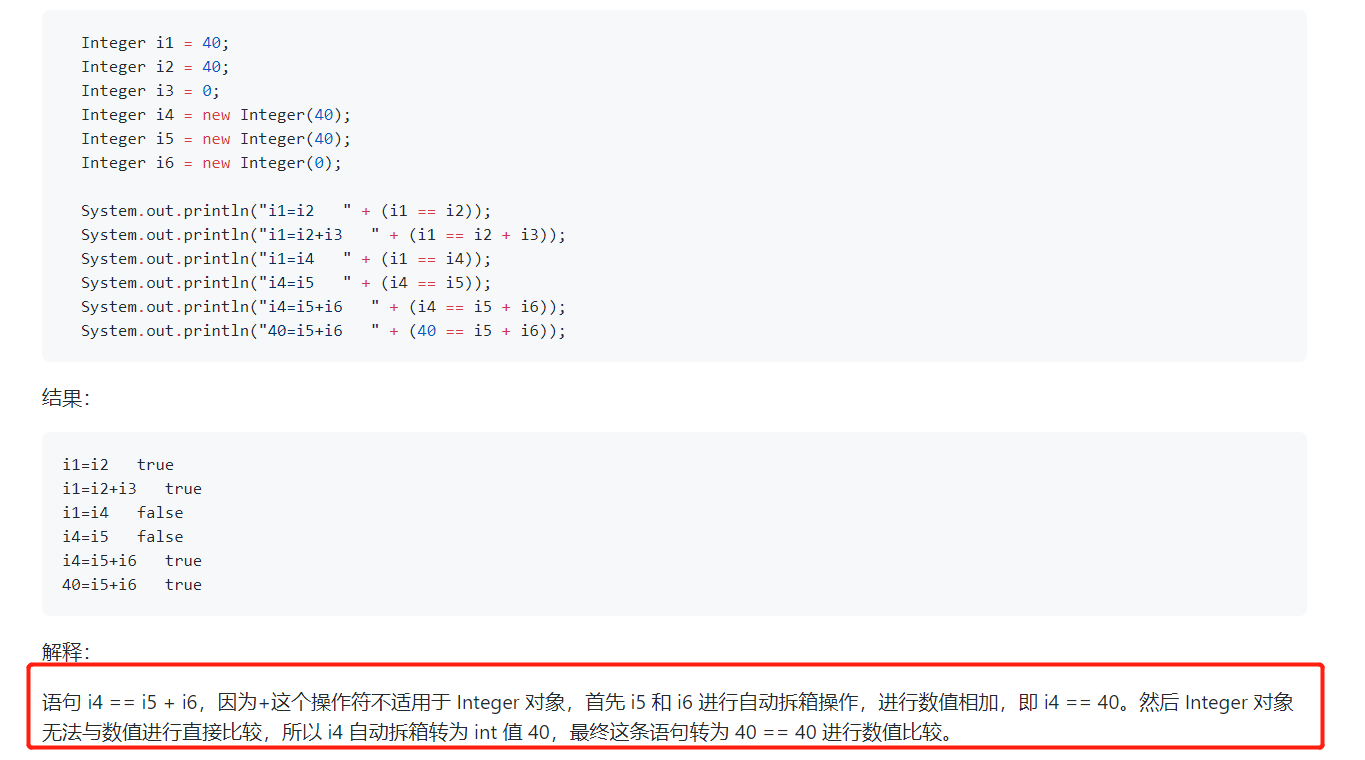 Integer i1 = 40;
Integer i2 = 40;
Integer i3 = 0;
Integer i4 = new Integer(40);
Integer i5 = new Integer(40);
Integer i6 = new Integer(0);
System.out.println("i1=i2   " + (i1 == i2));
System.out.println("i1=i2+i3   " + (i1 == i2 + i3));
System.out.println("i1=i4   " + (i1 == i4));
System.out.println("i4=i5   " + (i4 == i5));
System.out.println("i4=i5+i6   " + (i4 == i5 + i6));
System.out.println("40=i5+i6   " + (40 == i5 + i6));
结果：
i1=i2   true
i1=i2+i3   true
i1=i4   false
i4=i5   false
i4=i5+i6   true
40=i5+i6   true
解释：
语句 i4 == i5 + i6，因为+这个操作符不适用于 Integer 对象，首先 i5 和 i6 进行自动拆箱操作，进行数值相加，即 i4 == 40。然后 Integer 对象
无法与数值进行直接比较，所以 i4 自动拆箱转为 int 值 40，最终这条语句转为 40 == 40 进行数值比较。